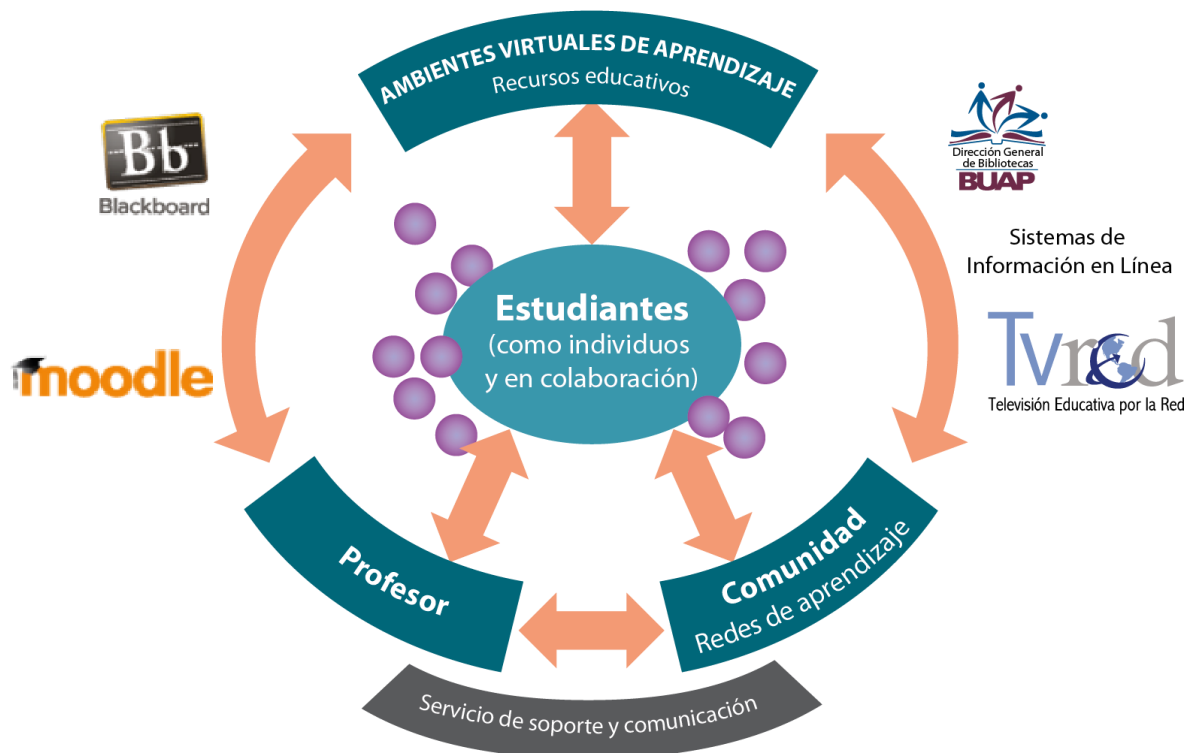 AMBIENTES VIRTUALES DE APRENDIZAJE
Recursos educativos
Bb
Blackboard
Dirección General
de Bibliotecas
BUAP
Sistemas de
Información en Línea
Estudiantes
(como individuos
y en colaboración)
moodle
Tvred
Televisión Educativa por la Red
Profesor
Comunidad
Redes de aprendizaje
Servicio de soporte y comunicación